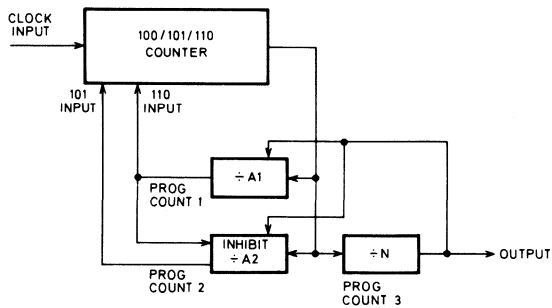 CLOCK
INPUT
100/101/110
COUNTER
101
INPUT
110
INPUT
÷ A1
PROG
COUNT 1
INHIBIT
÷ A2
PROG
COUNT 2
÷ N
PROG
COUNT 3
OUTPUT